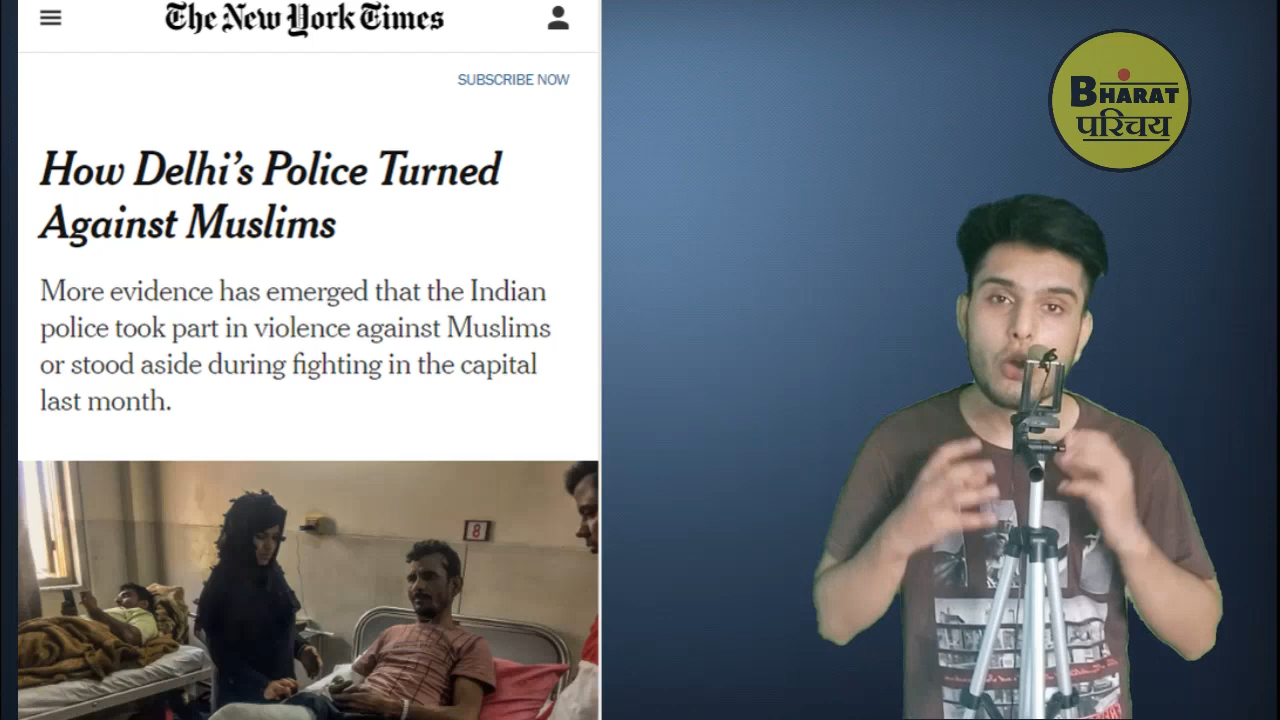 The New York Times
SUBSCRIBE NOW
How Delhi's Police Turned
Against Muslims
More evidence has emerged that the Indian
police took part in violence against Muslims
or stood aside during fighting in the capital
last month.
8
BHARAT
परिचय